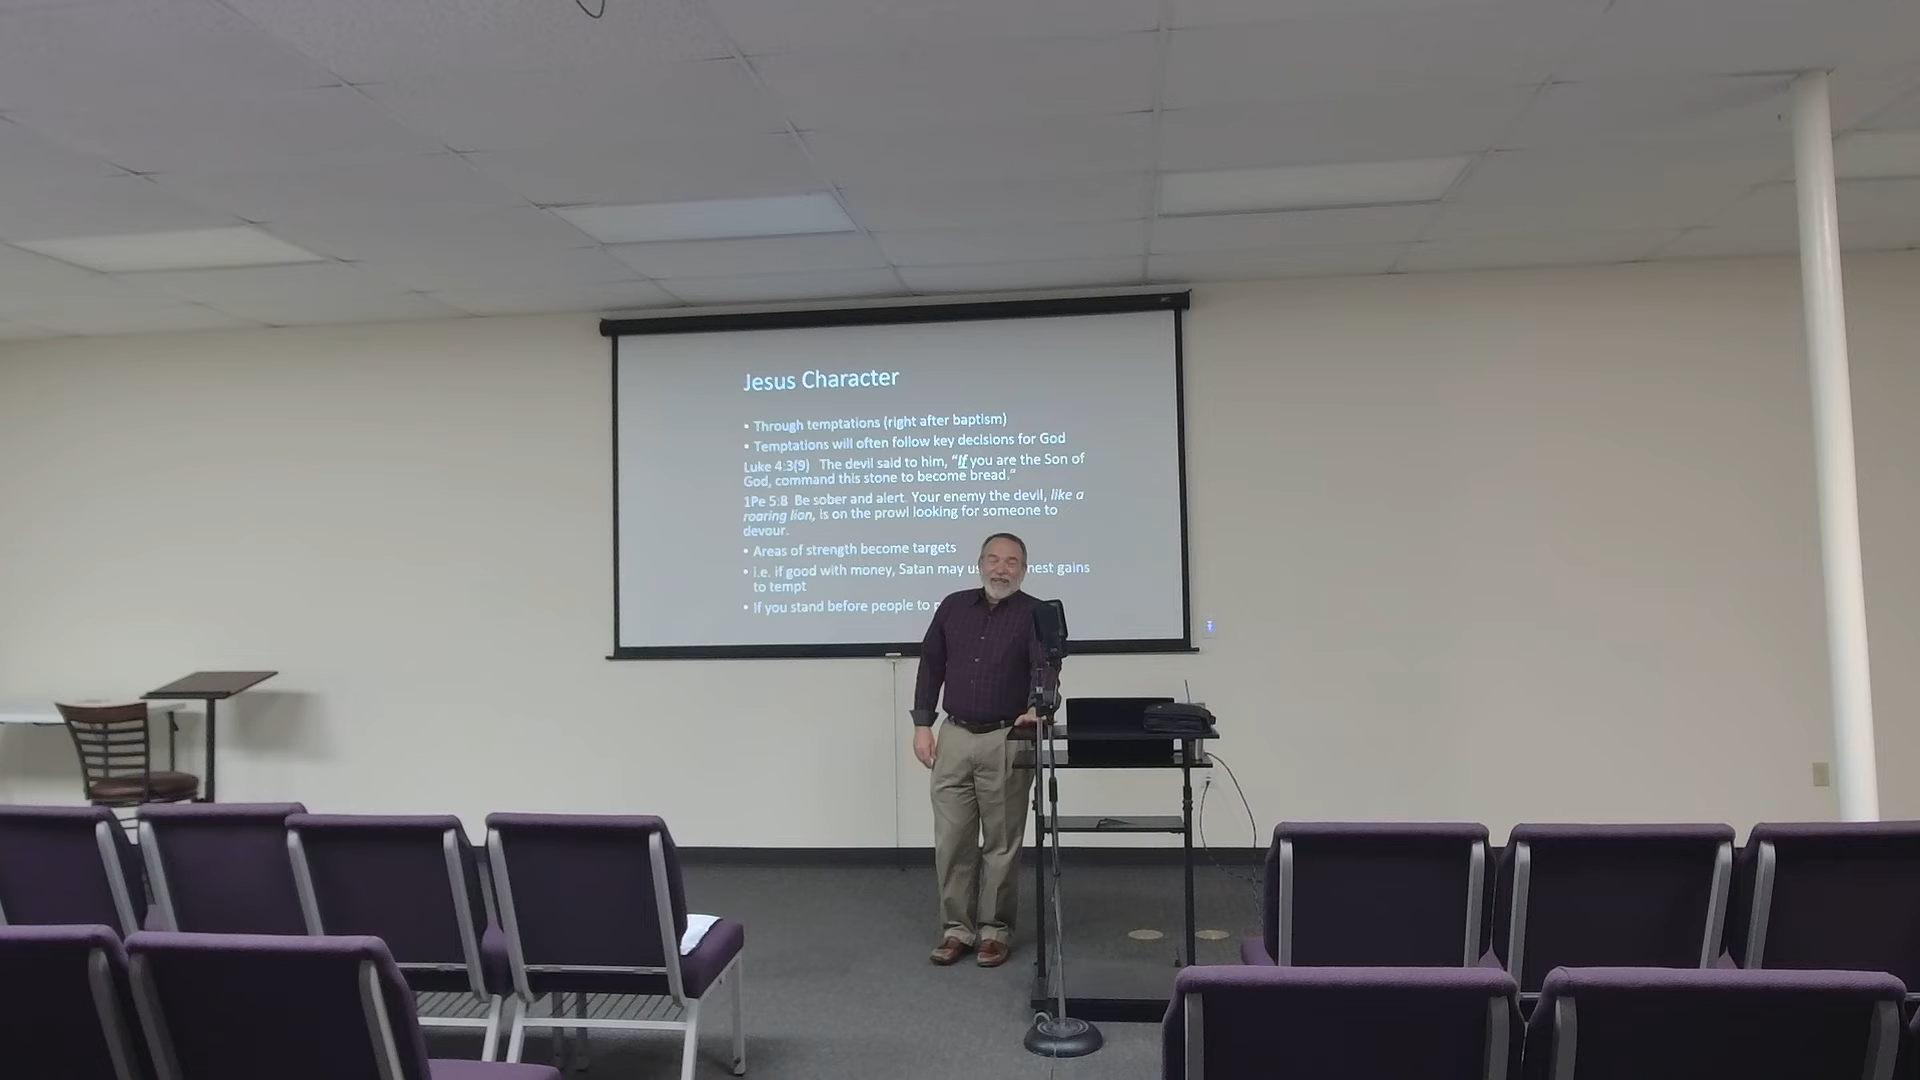 Jesus Character
• Through temptations (right after baptism)
• Temptations will often follow key decisions for God
Luke 4:3(9) The devil said to him, "If you are the Son of
God, command this stone to become bread."
1Pe 5:8 Be sober and alert. Your enemy the devil, like a
roaring lion, is on the prowl looking for someone to
devour.
• Areas of strength become targets
• i.e. if good with money, Satan may gains
to tempt
• If you stand before people to